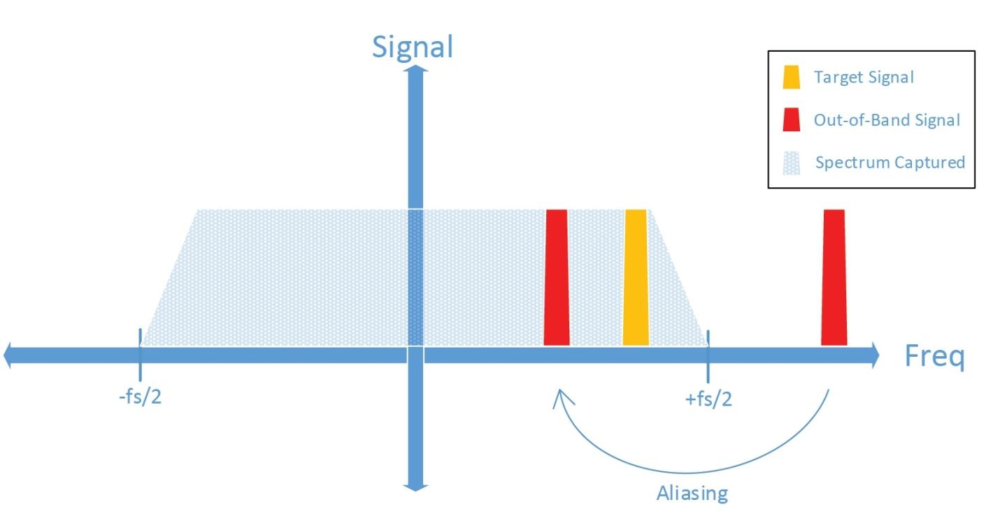 Signal
Target Signal
Out-of-Band Signal
Spectrum Captured
Freq
-fs/2
+fs/2
Aliasing